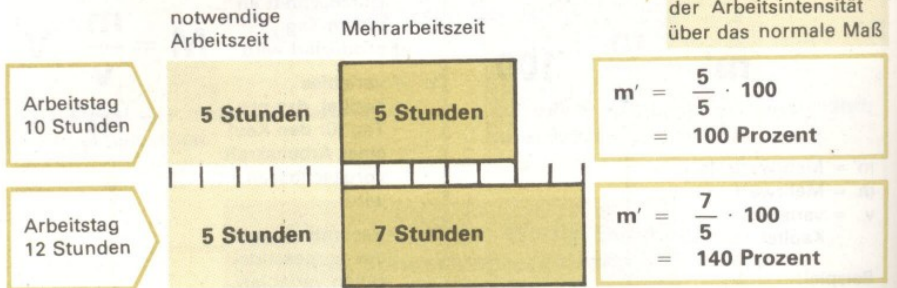 der Arbeitsintensität
über das normale Maß
notwendige
Arbeitszeit
Mehrarbeitszeit
Arbeitstag
10 Stunden
5 Stunden
5 Stunden
m' = 5/5 · 100
= 100 Prozent
Arbeitstag
12 Stunden
5 Stunden
7 Stunden
m' = 7/5 · 100
= 140 Prozent